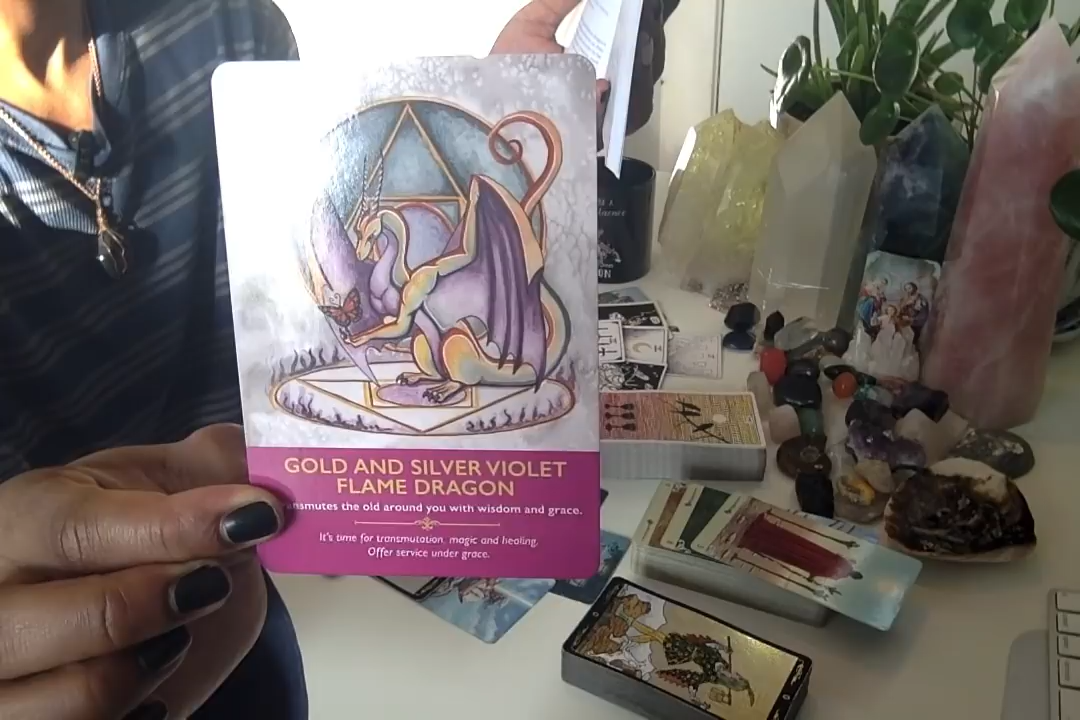 GOLD AND SILVER VIOLET
FLAME DRAGON
the old around you with wisdom and grace.
It's time for transmutation, magic and healing.
Offer service under grace.